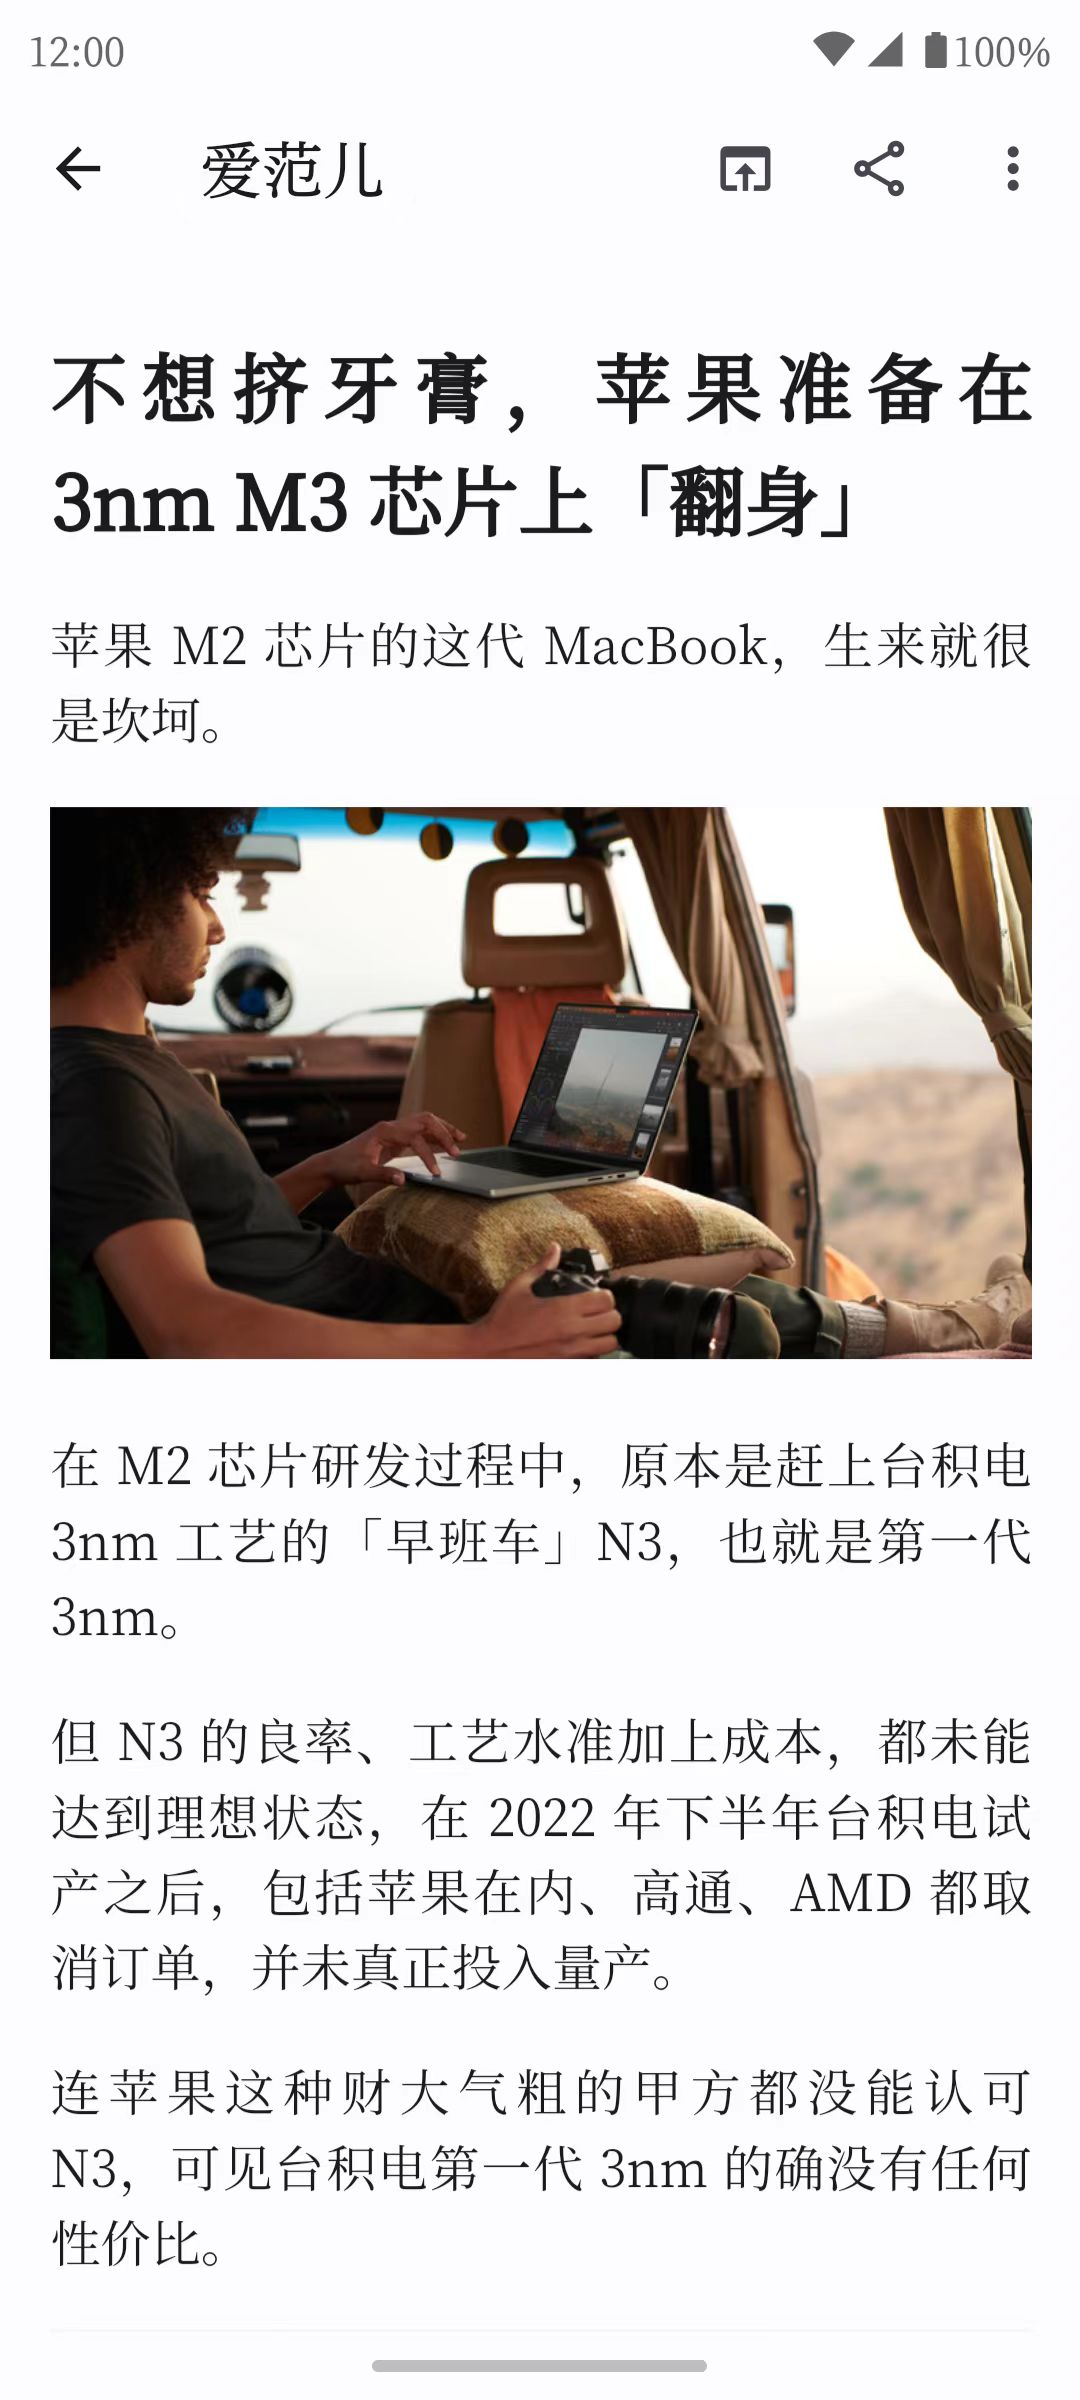 12:00
100%
爱范儿
不想挤牙膏，苹果准备在
3nm M3 芯片上「翻身」
苹果 M2 芯片的这代 MacBook，生来就很
是坎坷。
在 M2 芯片研发过程中，原本是赶上台积电
3nm 工艺的「早班车」N3，也就是第一代
3nm。
但 N3 的良率、工艺水准加上成本，都未能
达到理想状态，在 2022 年下半年台积电试
产之后，包括苹果在内、高通、AMD 都取
消订单，并未真正投入量产。
连苹果这种财大气粗的甲方都没能认可
N3，可见台积电第一代 3nm 的确没有任何
性价比。